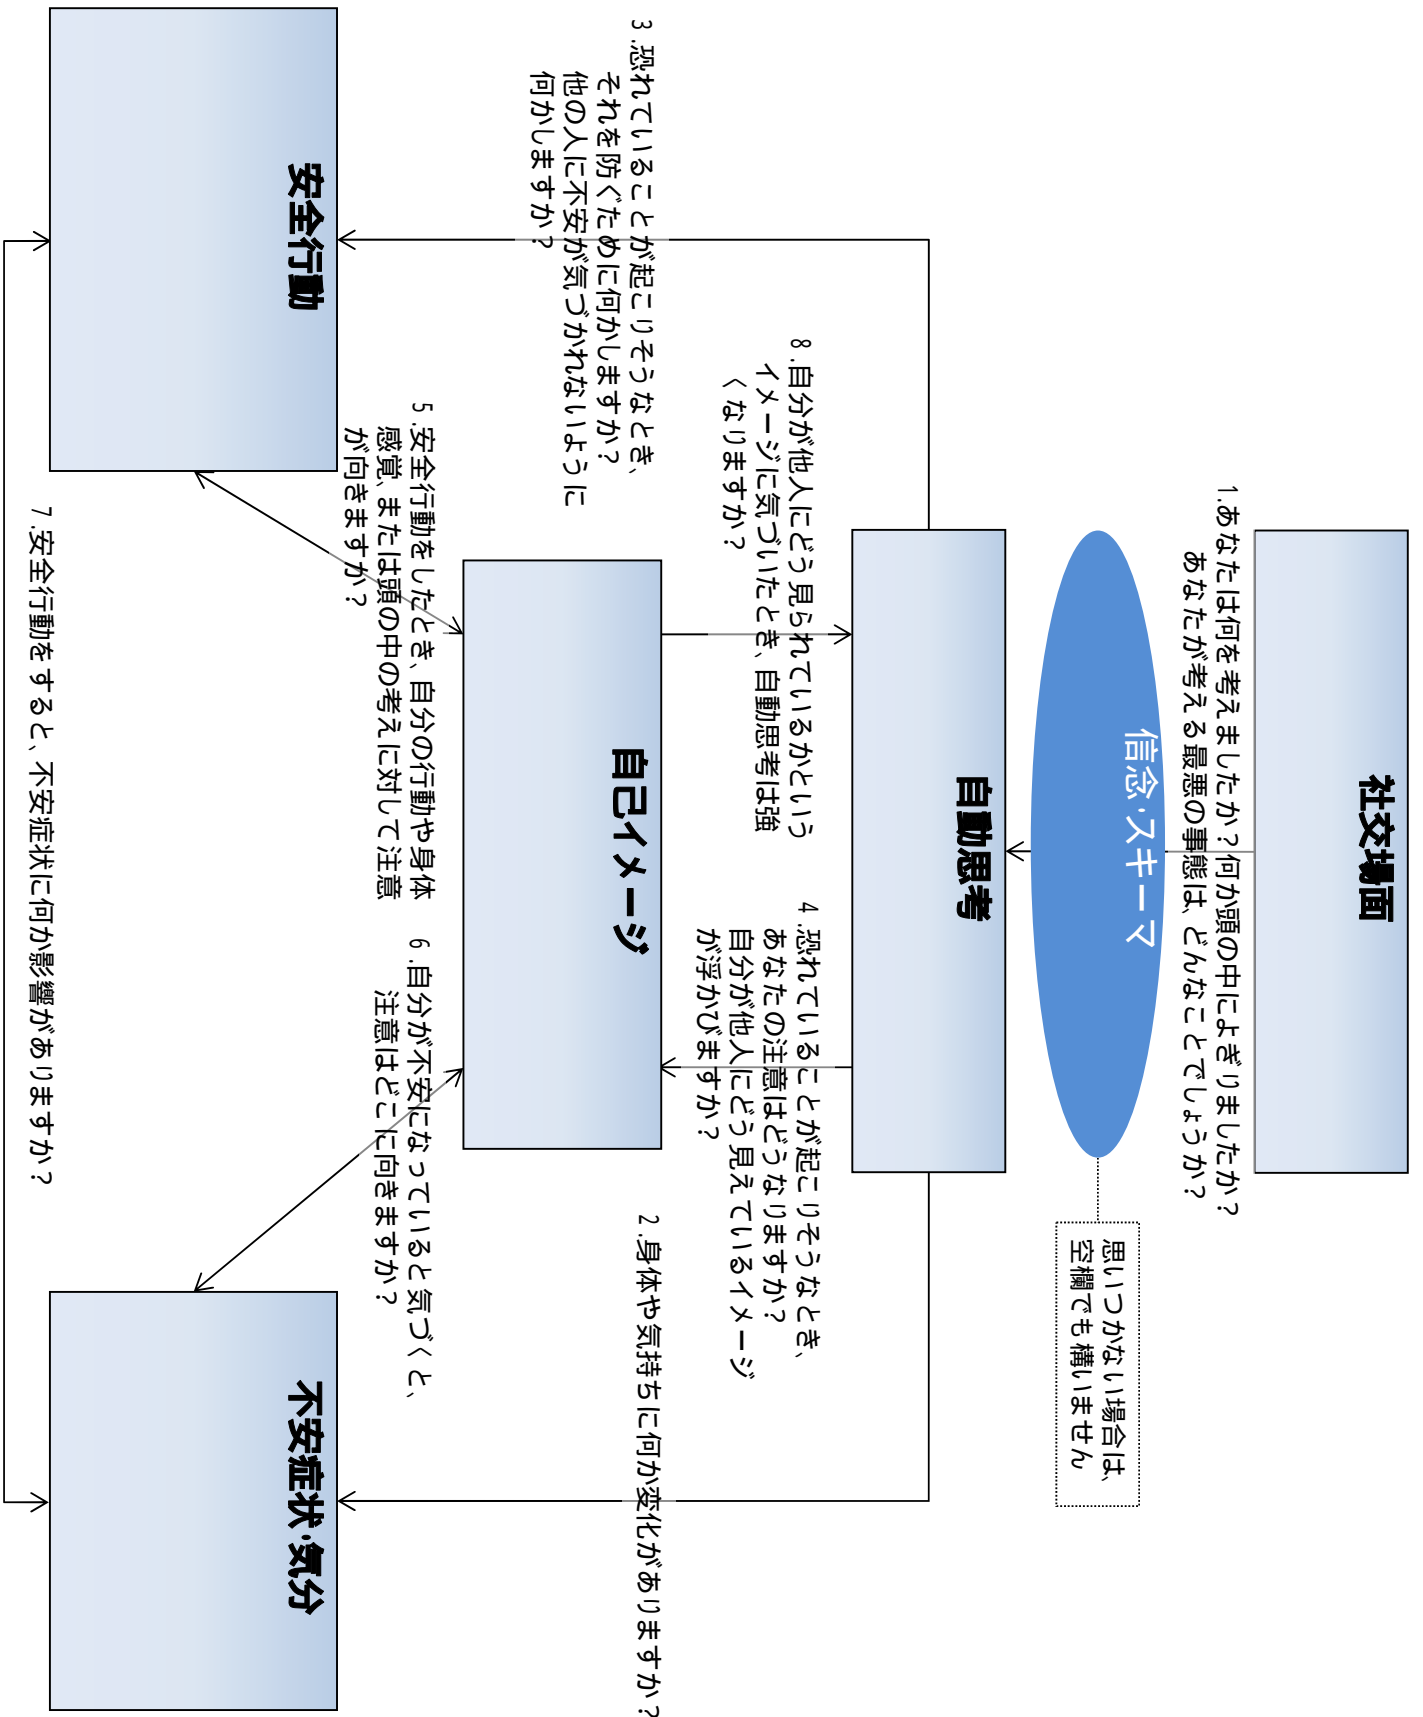 社交場面
1.あなたは何を考えましたか？何か頭の中によぎりましたか？
あなたが考える最悪の事態は、どんなことでしょうか？
信念・スキーマ
思いつかない場合は、
空欄でも構いません
自動思考
8.自分が他人にどう見られているかという
イメージに気づいたとき、自動思考は強
くなりますか？
4.恐れていることが起こりそうなとき、
あなたの注意はどうなりますか？
自分が他人にどう見えているイメージ
が浮かびますか？
3.恐れていることが起こりそうなとき、
それを防ぐために何かしますか？
他の人に不安が気づかれないように
何かしますか？
自己イメージ
2.身体や気持ちに何か変化がありますか？
5.安全行動をしたとき、自分の行動や身体
感覚、または頭の中の考えに対して注意
が向きますか？
6.自分が不安になっていると気づくと、
注意はどこに向きますか？
安全行動
不安症状・気分
7.安全行動をすると、不安症状に何か影響がありますか？